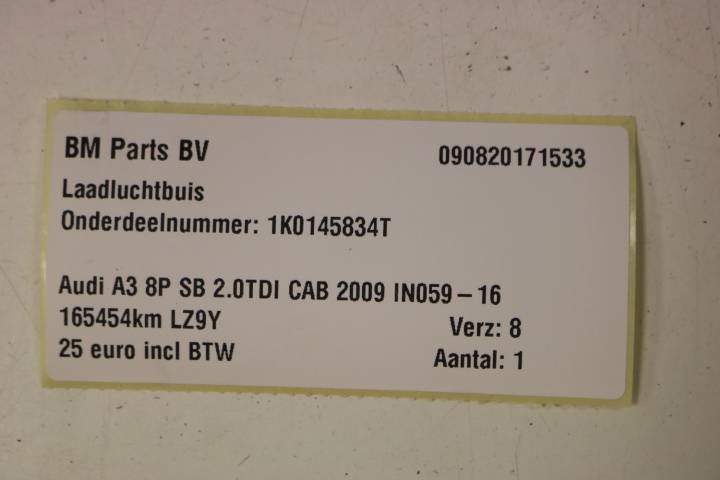 BM Parts BV 090820171533
Laadluchtbuis
Onderdeelnummer: 1K0145834T
Audi A3 8P SB 2.0TDI CAB 2009 IN059-16
165454km LZ9Y Verz: 8
25 euro incl BTW Aantal: 1